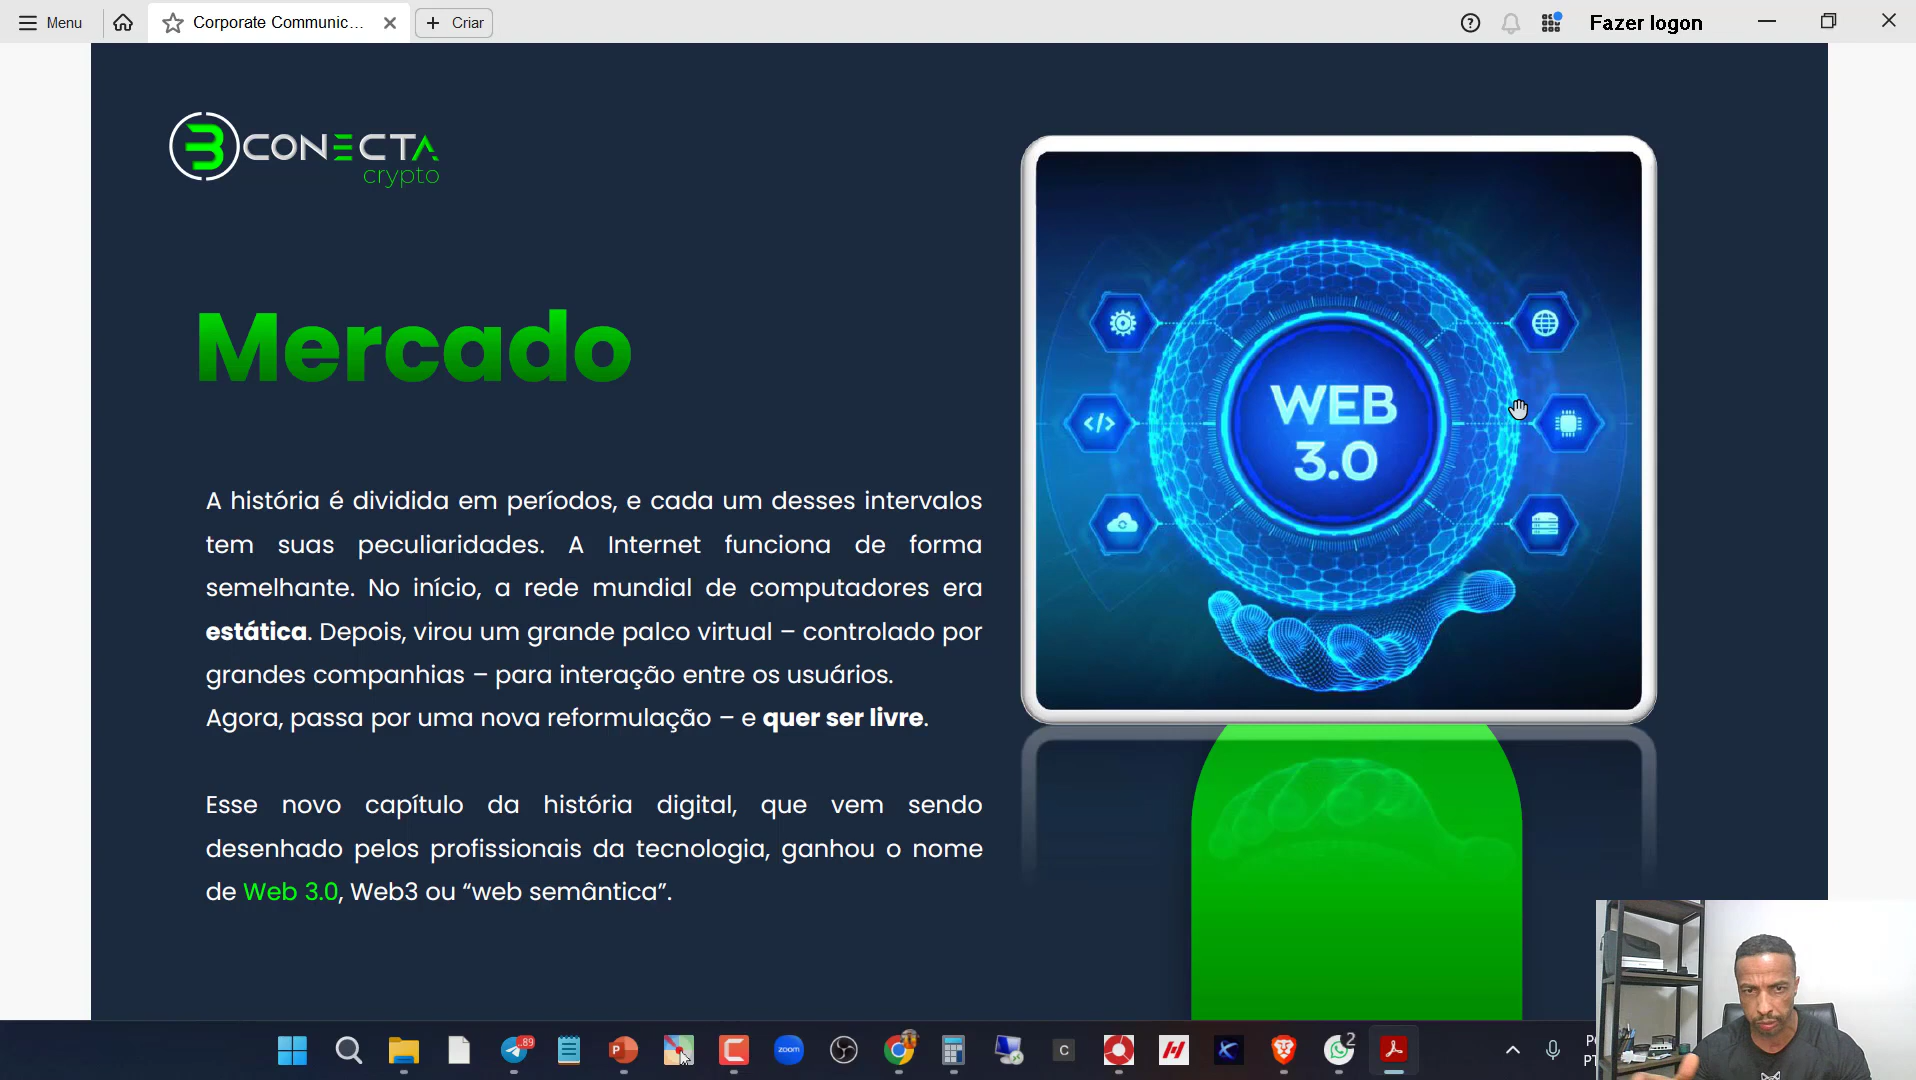 Menu
Corporate Communic...
Criar
Fazer logon
3CONECTA
crypto
Mercado
WEB
3.0
</>
A história é dividida em períodos, e cada um desses intervalos
tem suas peculiaridades. A Internet funciona de forma
semelhante. No início, a rede mundial de computadores era
estática. Depois, virou um grande palco virtual – controlado por
grandes companhias – para interação entre os usuários.
Agora, passa por uma nova reformulação – e quer ser livre.
Esse novo capítulo da história digital, que vem sendo
desenhado pelos profissionais da tecnologia, ganhou o nome
de Web 3.0, Web3 ou “web semântica”.
..89
P
zoom
C
2